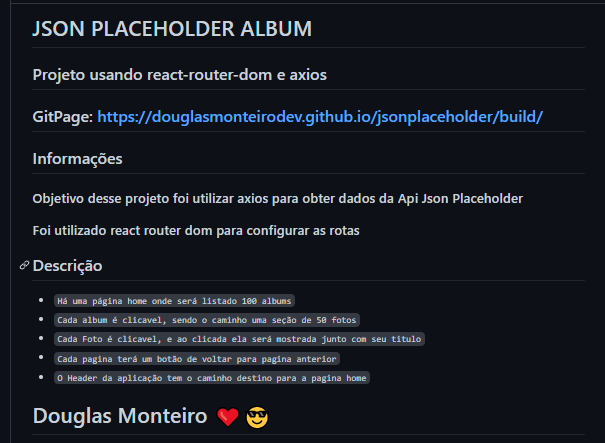 JSON PLACEHOLDER ALBUM
Projeto usando react-router-dom e axios
GitPage: https://douglasmonteirodev.github.io/jsonplaceholder/build/
Informações
Objetivo desse projeto foi utilizar axios para obter dados da Api Json Placeholder
Foi utilizado react router dom para configurar as rotas
Descrição
Há uma página home onde será listado 100 albums
Cada album é clicavel, sendo o caminho uma seção de 50 fotos
Cada Foto é clicavel, e ao clicada ela será mostrada junto com seu titulo
Cada pagina terá um botão de voltar para pagina anterior
O Header da aplicação tem o caminho destino para a pagina home
Douglas Monteiro ❤️ 😎